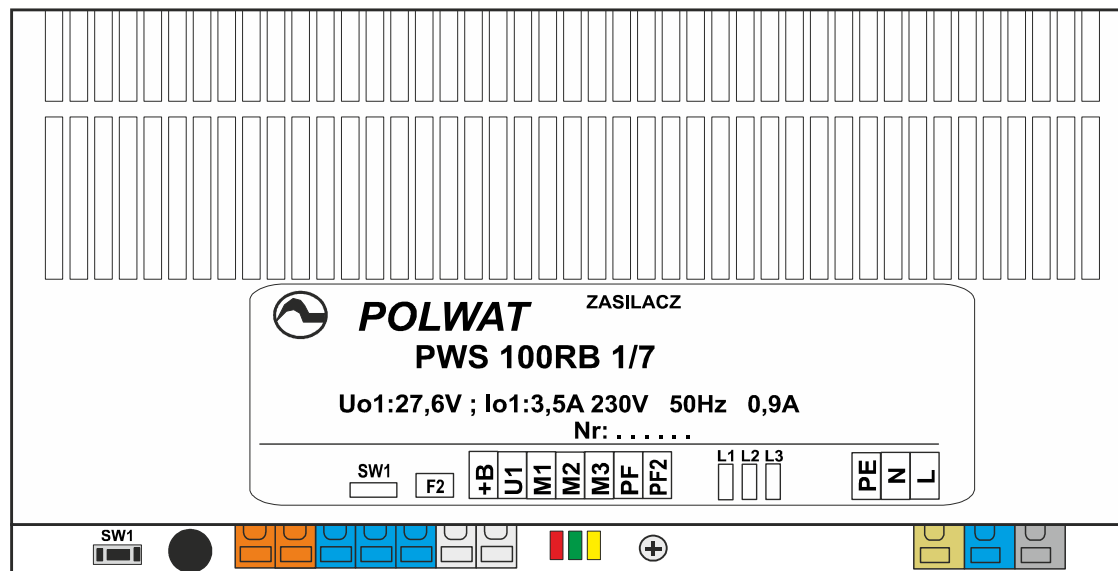 POLWAT ZASILACZ
PWS 100RB 1/7
Uo1:27,6V ; Io1:3,5A 230V 50Hz 0,9A
Nr: . . . . . .
SW1 F2 +B U1 M1 M2 M3 PF PF2 L1 L2 L3 PE N L
SW1